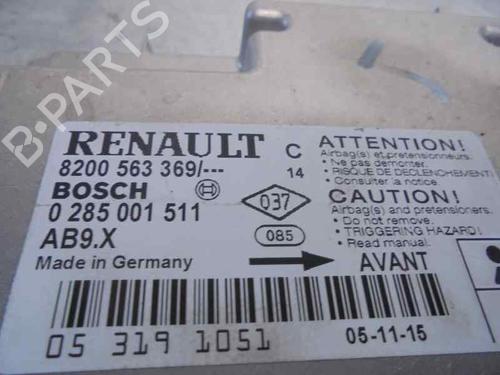 B-PARTS
RENAULT C
8200 563 369/--- 14
BOSCH
0 285 001 511 037
AB9.X 085
Made in Germany AVANT
05 319 1051 05-11-15
ATTENTION!
Airbag(s) et pretensionneurs.
• Ne pas demonter.
• RISQUE DE DECLENCHEMENT!
• Consulter la notice.
CAUTION!
Airbag(s) and pretensioners.
• Do not remove.
• TRIGGERING HAZARD!
• Read manual.